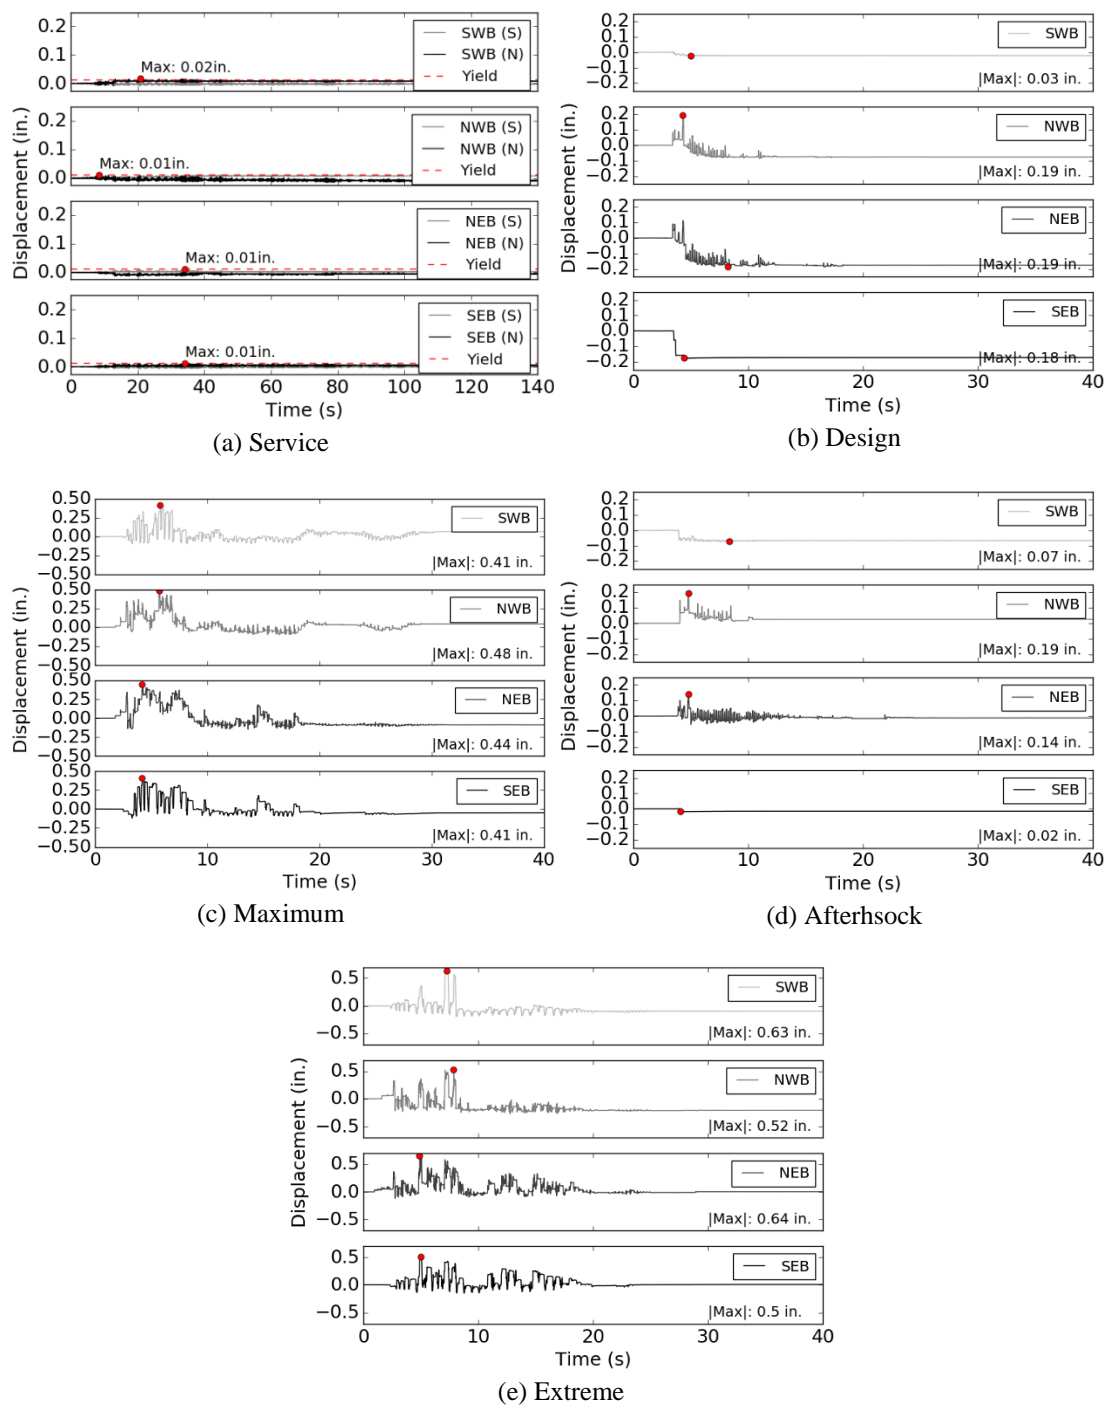 Displacement (in.)
0.2
0.1
0.0
Max: 0.02in.
SWB (S)
SWB (N)
Yield
0.2
0.1
0.0
Max: 0.01in.
NWB (S)
NWB (N)
Yield
0.2
0.1
0.0
Max: 0.01in.
NEB (S)
NEB (N)
Yield
0.2
0.1
0.0
Max: 0.01in.
SEB (S)
SEB (N)
Yield
0 20 40 60 80 100 120 140
Time (s)
(a) Service
Displacement (in.)
0.2
0.1
0.0
−0.1
−0.2
SWB
|Max|: 0.03 in.
0.2
0.1
0.0
−0.1
−0.2
NWB
|Max|: 0.19 in.
0.2
0.1
0.0
−0.1
−0.2
NEB
|Max|: 0.19 in.
0.2
0.1
0.0
−0.1
−0.2
SEB
|Max|: 0.18 in.
0 10 20 30 40
Time (s)
(b) Design
Displacement (in.)
0.50
0.25
0.00
−0.25
−0.50
SWB
|Max|: 0.41 in.
0.50
0.25
0.00
−0.25
−0.50
NWB
|Max|: 0.48 in.
0.50
0.25
0.00
−0.25
−0.50
NEB
|Max|: 0.44 in.
0.50
0.25
0.00
−0.25
−0.50
SEB
|Max|: 0.41 in.
0 10 20 30 40
Time (s)
(c) Maximum
Displacement (in.)
0.2
0.1
0.0
−0.1
−0.2
SWB
|Max|: 0.07 in.
0.2
0.1
0.0
−0.1
−0.2
NWB
|Max|: 0.19 in.
0.2
0.1
0.0
−0.1
−0.2
NEB
|Max|: 0.14 in.
0.2
0.1
0.0
−0.1
−0.2
SEB
|Max|: 0.02 in.
0 10 20 30 40
Time (s)
(d) Afterhsock
Displacement (in.)
0.5
0.0
−0.5
SWB
|Max|: 0.63 in.
0.5
0.0
−0.5
NWB
|Max|: 0.52 in.
0.5
0.0
−0.5
NEB
|Max|: 0.64 in.
0.5
0.0
−0.5
SEB
|Max|: 0.5 in.
0 10 20 30 40
Time (s)
(e) Extreme